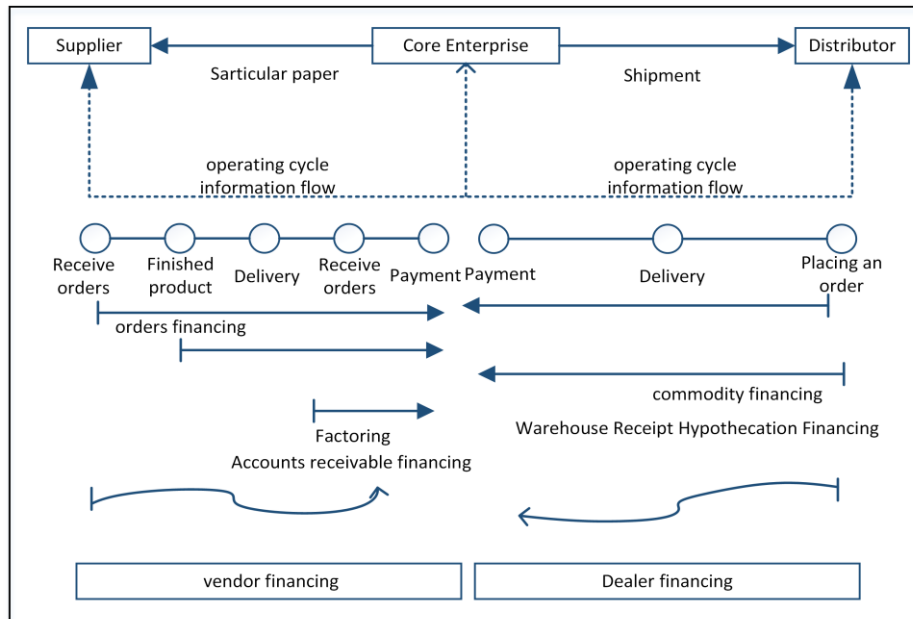 Supplier
Core Enterprise
Distributor
Sarticular paper
Shipment
operating cycle
information flow
operating cycle
information flow
Receive
orders
Finished
product
Delivery
Receive
orders
Payment
Payment
Delivery
Placing an
order
orders financing
commodity financing
Factoring
Accounts receivable financing
Warehouse Receipt Hypothecation Financing
vendor financing
Dealer financing